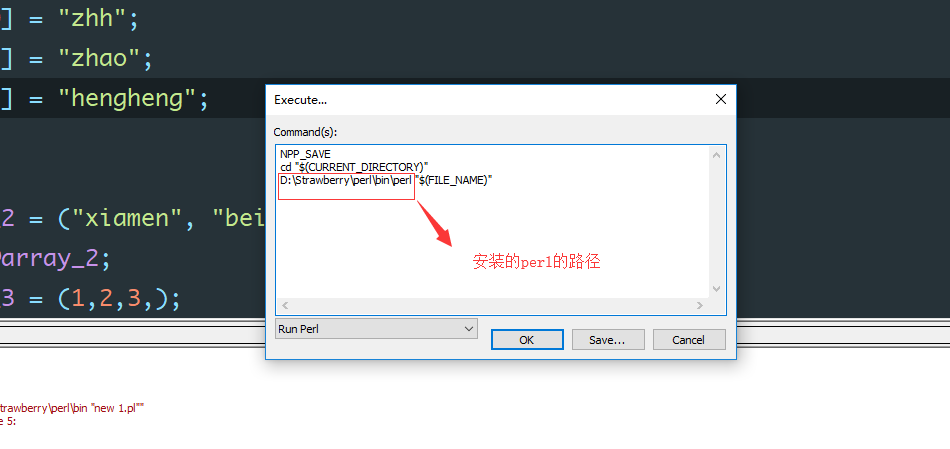 ] = "zhh";
] = "zhao";
] = "hengheng";
Execute...
Command(s):
NPP_SAVE
cd "$(CURRENT_DIRECTORY)"
D:\Strawberry\perl\bin\perl "$(FILE_NAME)"
2 = ("xiamen", "bei
安装的perl的路径
array_2;
3 = (1,2,3,);
Run Perl
OK
Save...
Cancel
trawberry\perl\bin "new 1.pl""
e 5: